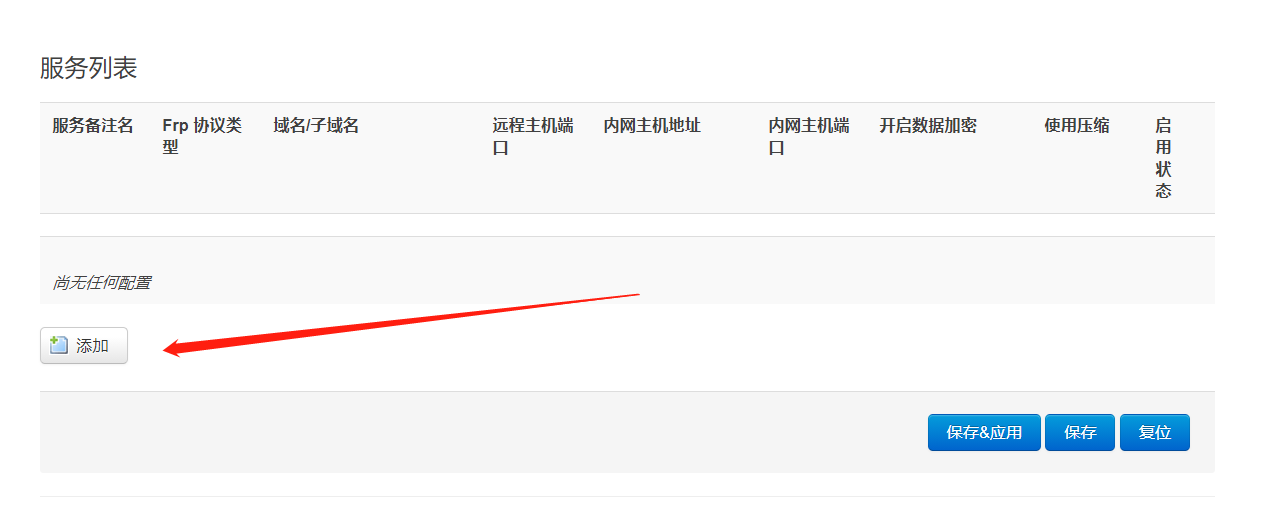 服务列表
服务备注名 Frp 协议类型 域名/子域名 远程主机端口 内网主机地址 内网主机端口 开启数据加密 使用压缩 启用状态
尚无任何配置
添加
保存&应用 保存 复位